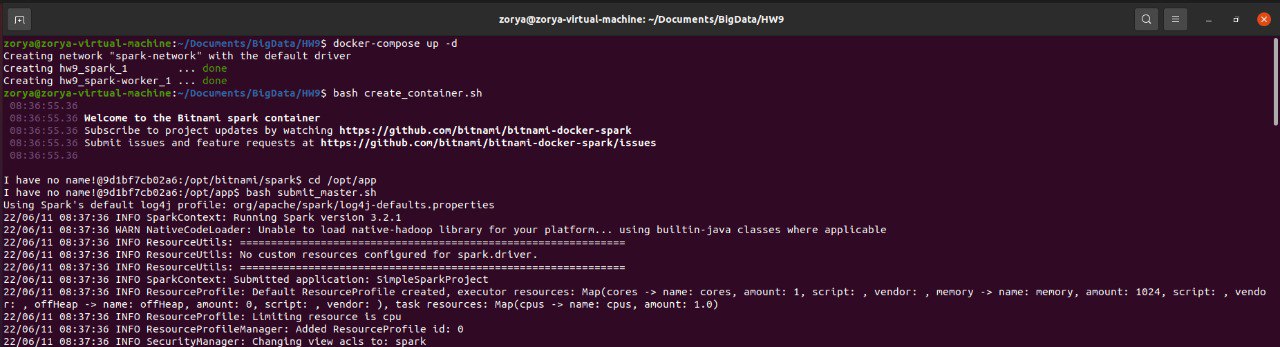 zorya@zorya-virtual-machine: ~/Documents/BigData/HW9
zorya@zorya-virtual-machine:~/Documents/BigData/HW9$ docker-compose up -d
Creating network "spark-network" with the default driver
Creating hw9_spark_1        ... done
Creating hw9_spark-worker_1 ... done
zorya@zorya-virtual-machine:~/Documents/BigData/HW9$ bash create_container.sh
08:36:55.36
08:36:55.36 Welcome to the Bitnami spark container
08:36:55.36 Subscribe to project updates by watching https://github.com/bitnami/bitnami-docker-spark
08:36:55.36 Submit issues and feature requests at https://github.com/bitnami/bitnami-docker-spark/issues
08:36:55.36
I have no name!@9d1bf7cb02a6:/opt/bitnami/spark$ cd /opt/app
I have no name!@9d1bf7cb02a6:/opt/app$ bash submit_master.sh
Using Spark's default log4j profile: org/apache/spark/log4j-defaults.properties
22/06/11 08:37:36 INFO SparkContext: Running Spark version 3.2.1
22/06/11 08:37:36 WARN NativeCodeLoader: Unable to load native-hadoop library for your platform... using builtin-java classes where applicable
22/06/11 08:37:36 INFO ResourceUtils: ==============================================================
22/06/11 08:37:36 INFO ResourceUtils: No custom resources configured for spark.driver.
22/06/11 08:37:36 INFO ResourceUtils: ==============================================================
22/06/11 08:37:36 INFO SparkContext: Submitted application: SimpleSparkProject
22/06/11 08:37:36 INFO ResourceProfile: Default ResourceProfile created, executor resources: Map(cores -> name: cores, amount: 1, script: , vendor: , memory -> name: memory, amount: 1024, script: , vendo
r: , offHeap -> name: offHeap, amount: 0, script: , vendor: ), task resources: Map(cpus -> name: cpus, amount: 1.0)
22/06/11 08:37:36 INFO ResourceProfile: Limiting resource is cpu
22/06/11 08:37:36 INFO ResourceProfileManager: Added ResourceProfile id: 0
22/06/11 08:37:36 INFO SecurityManager: Changing view acls to: spark